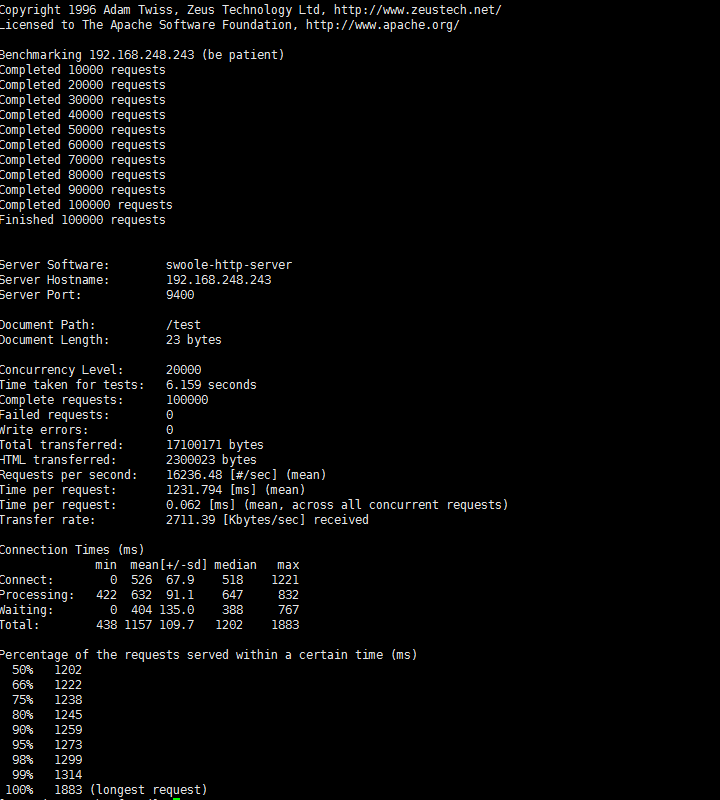 Copyright 1996 Adam Twiss, Zeus Technology Ltd, http://www.zeustech.net/
Licensed to The Apache Software Foundation, http://www.apache.org/

Benchmarking 192.168.248.243 (be patient)
Completed 10000 requests
Completed 20000 requests
Completed 30000 requests
Completed 40000 requests
Completed 50000 requests
Completed 60000 requests
Completed 70000 requests
Completed 80000 requests
Completed 90000 requests
Completed 100000 requests
Finished 100000 requests


Server Software:        swoole-http-server
Server Hostname:        192.168.248.243
Server Port:            9400

Document Path:          /test
Document Length:        23 bytes

Concurrency Level:      20000
Time taken for tests:   6.159 seconds
Complete requests:      100000
Failed requests:        0
Write errors:           0
Total transferred:      17100171 bytes
HTML transferred:       2300023 bytes
Requests per second:    16236.48 [#/sec] (mean)
Time per request:       1231.794 [ms] (mean)
Time per request:       0.062 [ms] (mean, across all concurrent requests)
Transfer rate:          2711.39 [Kbytes/sec] received

Connection Times (ms)
              min  mean[+/-sd] median   max
Connect:        0  526  67.9    518    1221
Processing:   422  632  91.1    647     832
Waiting:        0  404 135.0    388     767
Total:        438 1157 109.7   1202    1883

Percentage of the requests served within a certain time (ms)
  50%   1202
  66%   1222
  75%   1238
  80%   1245
  90%   1259
  95%   1273
  98%   1299
  99%   1314
 100%   1883 (longest request)